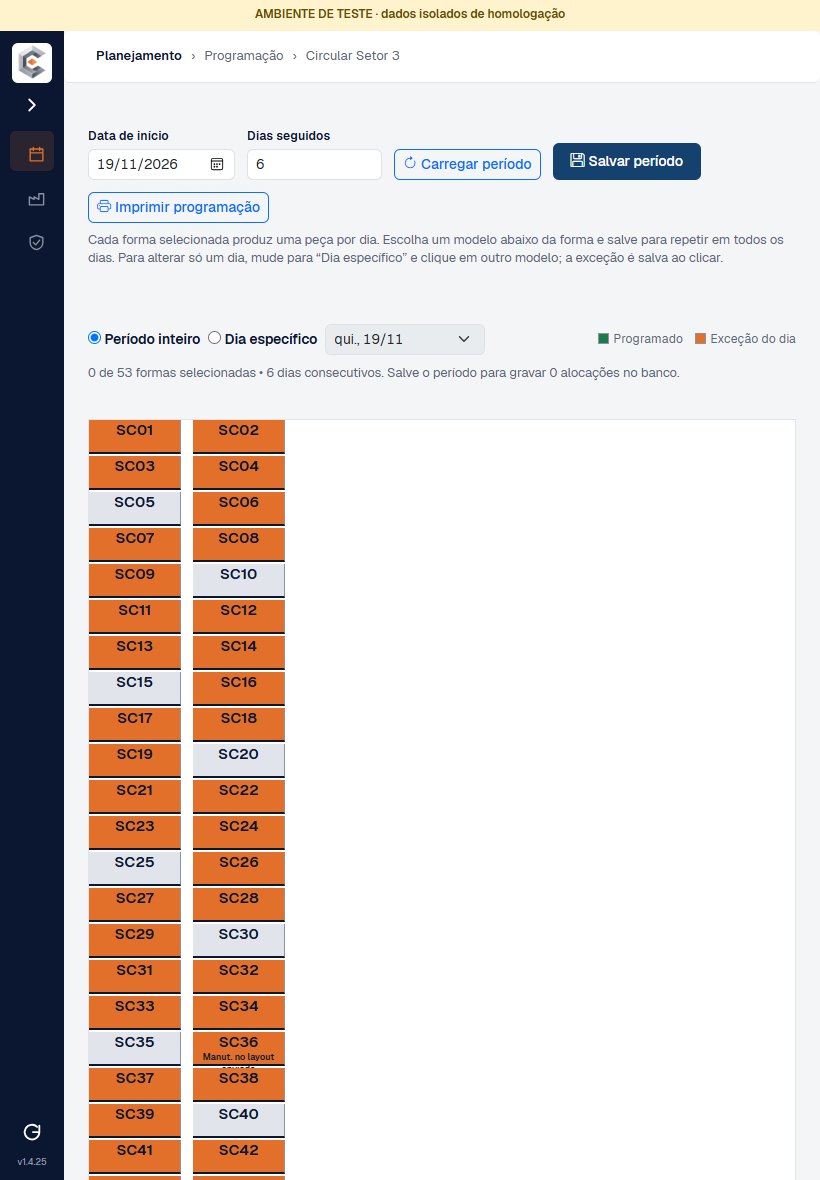 AMBIENTE DE TESTE · dados isolados de homologação
Planejamento › Programação › Circular Setor 3
Data de início Dias seguidos
19/11/2026 6 Carregar período Salvar período
Imprimir programação
Cada forma selecionada produz uma peça por dia. Escolha um modelo abaixo da forma e salve para repetir em todos os
dias. Para alterar só um dia, mude para “Dia específico” e clique em outro modelo; a exceção é salva ao clicar.
Período inteiro Dia específico qui., 19/11 Programado Exceção do dia
0 de 53 formas selecionadas • 6 dias consecutivos. Salve o período para gravar 0 alocações no banco.
SC01 SC02
SC03 SC04
SC05 SC06
SC07 SC08
SC09 SC10
SC11 SC12
SC13 SC14
SC15 SC16
SC17 SC18
SC19 SC20
SC21 SC22
SC23 SC24
SC25 SC26
SC27 SC28
SC29 SC30
SC31 SC32
SC33 SC34
SC35 SC36
Manut. no layout
SC37 SC38
SC39 SC40
SC41 SC42
v1.4.25